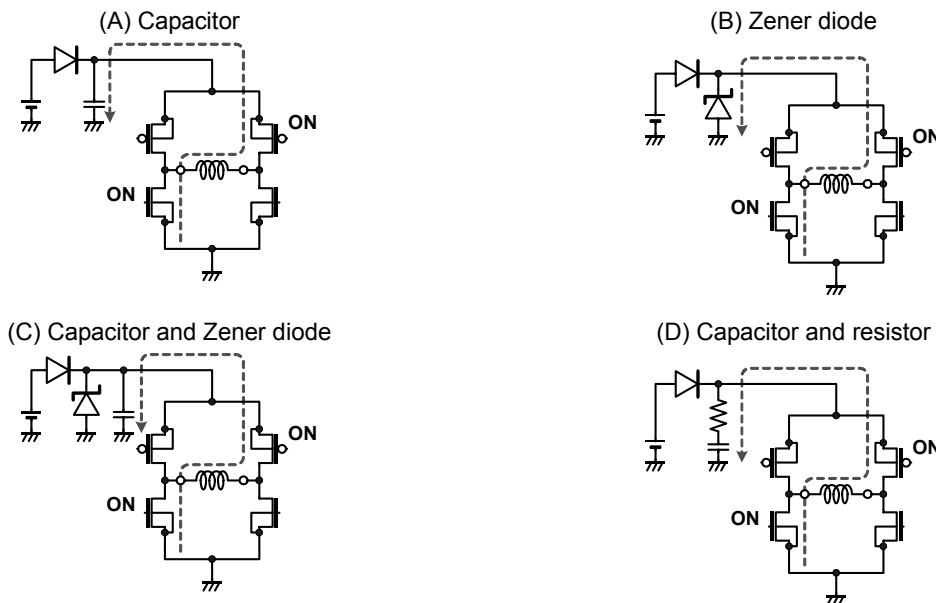 (A) Capacitor
ON
ON
(B) Zener diode
ON
ON
(C) Capacitor and Zener diode
ON
ON
(D) Capacitor and resistor
ON
ON